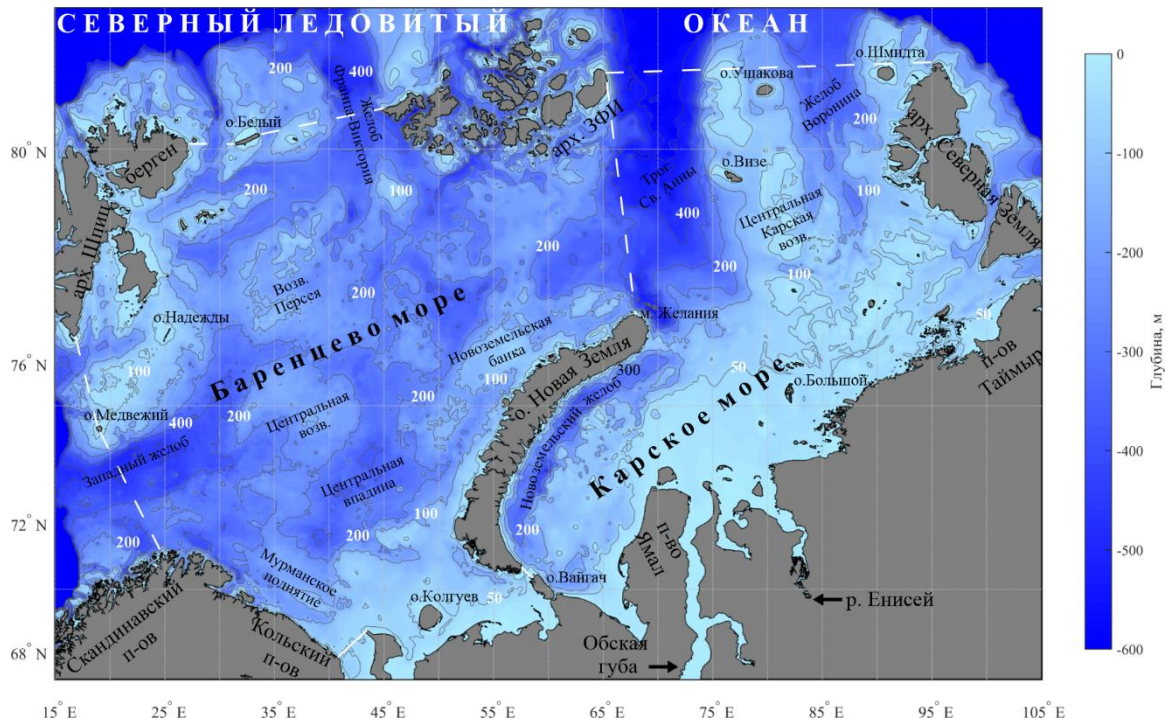 СЕВЕРНЫЙ ЛЕДОВИТЫЙ ОКЕАН
200
400
Франца-Виктория
Желоб
о.Белый
арх. ЗФИ
о.Ушакова
о.Шмидта
Желоб
Воронина
200
арх. Северная Земля
80° N
берген
арх. Шпиц
200
100
о.Визе
100
Трог
Св. Анны
400
Центральная
Карская
возв.
200
200
100
Возв.
Персея
200
м. Желания
50
о.Надежды
Баренцево море
Новоземельская
банка
100
76° N
100
о. Новая Земля
300
50
о.Большой
п-ов
Таймыр
о.Медвежий
400
200
Центральная
возв.
200
Новоземельский желоб
Карское море
Западный желоб
Центральная
впадина
100
200
72° N
200
200
Мурманское
поднятие
о.Вайгач
п-во
Ямал
о.Колгуев
50
р. Енисей
Скандинавский
п-ов
Кольский
п-ов
Обская
губа
68° N
15° E
25° E
35° E
45° E
55° E
65° E
75° E
85° E
95° E
105° E
0
-100
-200
-300
-400
-500
-600
Глубина, м